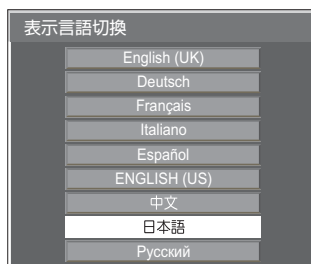 表示言語切換
English (UK)
Deutsch
Français
Italiano
Español
ENGLISH (US)
中文
日本語
Русский